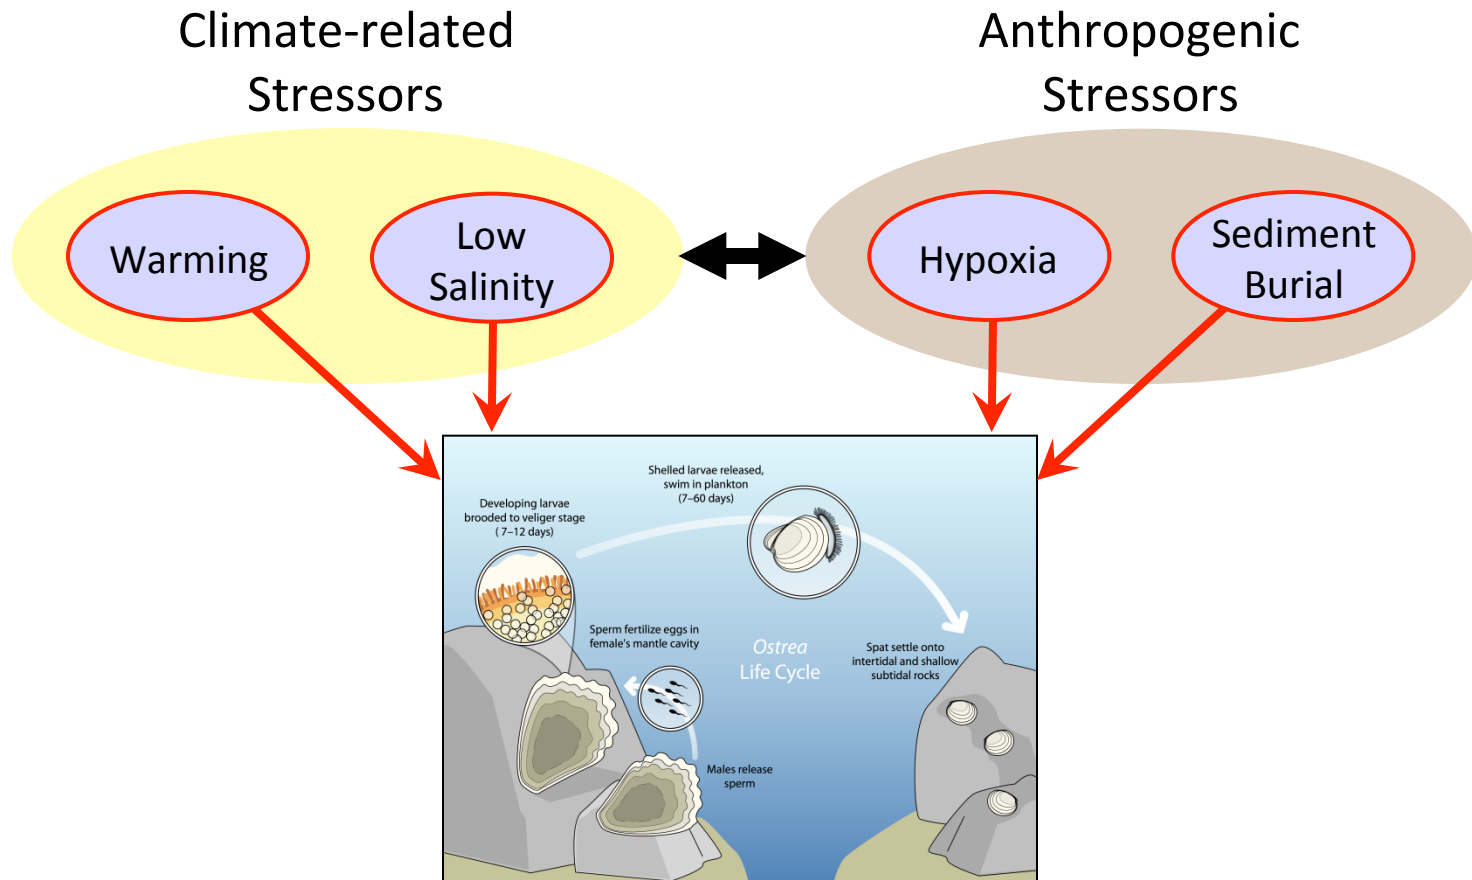 Climate-related
Stressors
Anthropogenic
Stressors
Warming
Low
Salinity
Hypoxia
Sediment
Burial
Shelled larvae released,
swim in plankton
(7–60 days)
Developing larvae
brooded to veliger stage
( 7–12 days)
Sperm fertilize eggs in
female's mantle cavity
Ostrea
Life Cycle
Spat settle onto
intertidal and shallow
subtidal rocks
Males release
sperm